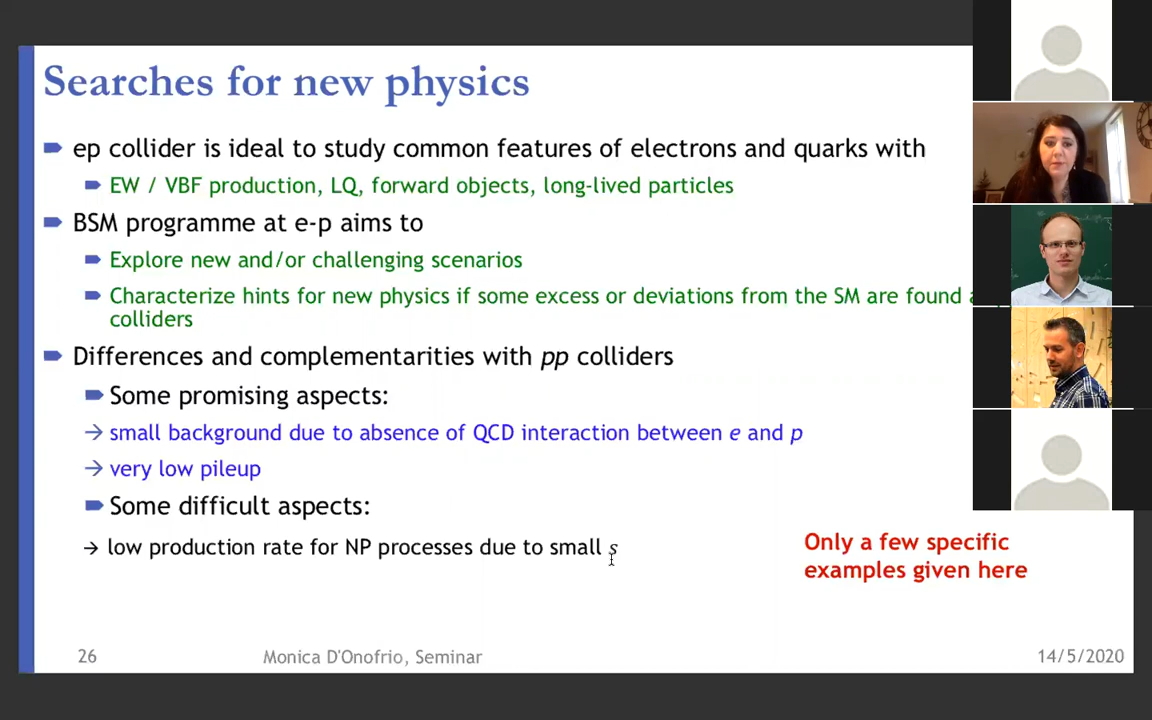 Searches for new physics
ep collider is ideal to study common features of electrons and quarks with
EW / VBF production, LQ, forward objects, long-lived particles
BSM programme at e-p aims to
Explore new and/or challenging scenarios
Characterize hints for new physics if some excess or deviations from the SM are found
colliders
Differences and complementarities with pp colliders
Some promising aspects:
→ small background due to absence of QCD interaction between e and p
→ very low pileup
Some difficult aspects:
→ low production rate for NP processes due to small s
Only a few specific
examples given here
26
Monica D'Onofrio, Seminar
14/5/2020